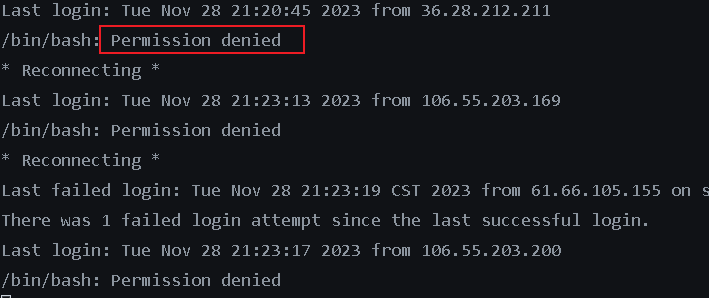 Last login: Tue Nov 28 21:20:45 2023 from 36.28.212.211
/bin/bash: Permission denied
* Reconnecting *
Last login: Tue Nov 28 21:23:13 2023 from 106.55.203.169
/bin/bash: Permission denied
* Reconnecting *
Last failed login: Tue Nov 28 21:23:19 CST 2023 from 61.66.105.155 on s
There was 1 failed login attempt since the last successful login.
Last login: Tue Nov 28 21:23:17 2023 from 106.55.203.200
/bin/bash: Permission denied